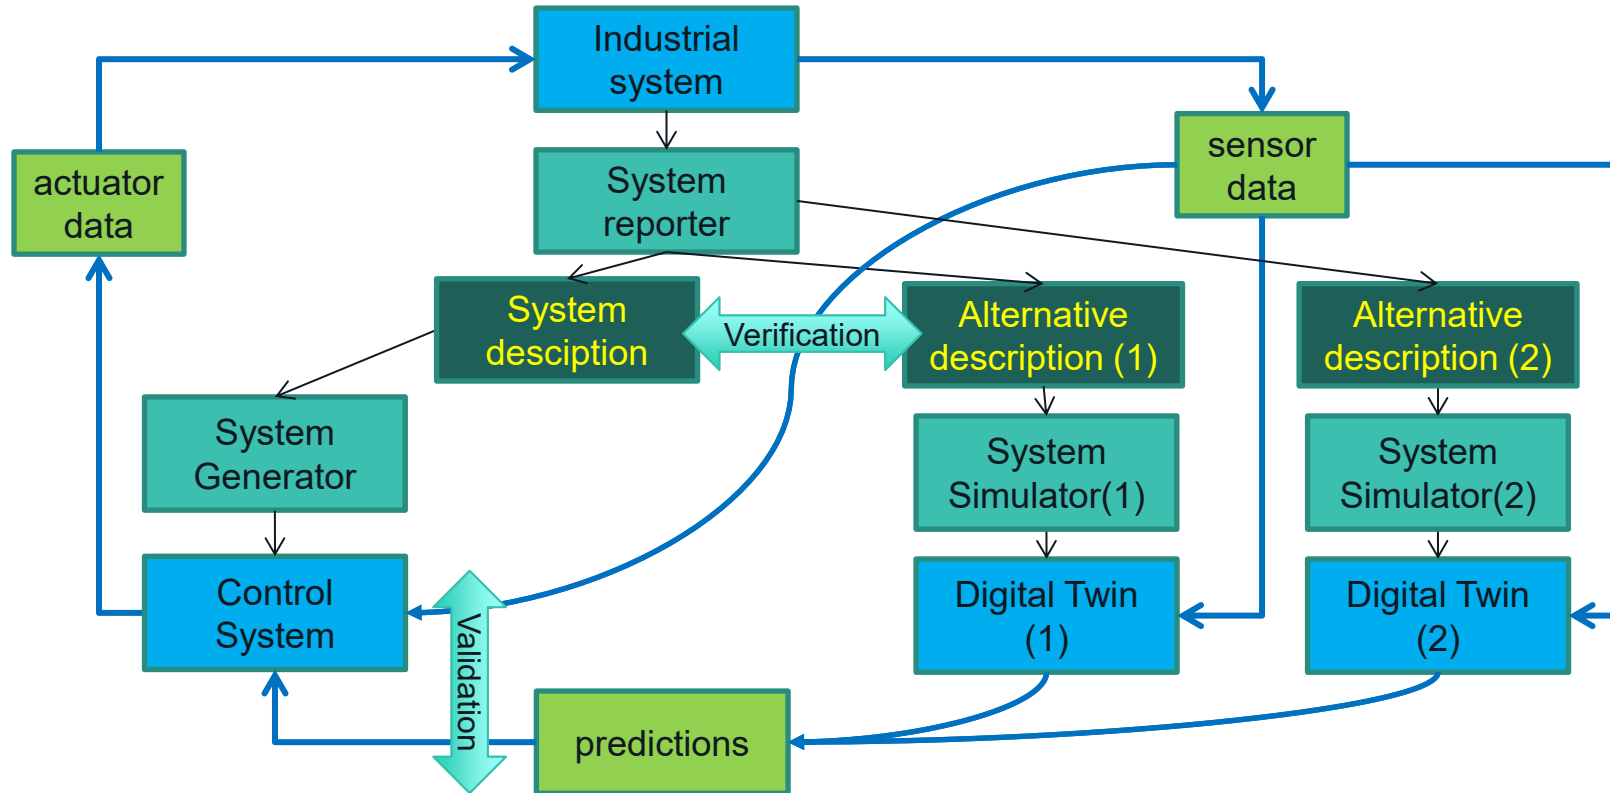 Industrial
system
sensor
data
actuator
data
System
reporter
System
desciption
Verification
Alternative
description (1)
Alternative
description (2)
System
Generator
System
Simulator(1)
System
Simulator(2)
Control
System
Validation
Digital Twin
(1)
Digital Twin
(2)
predictions